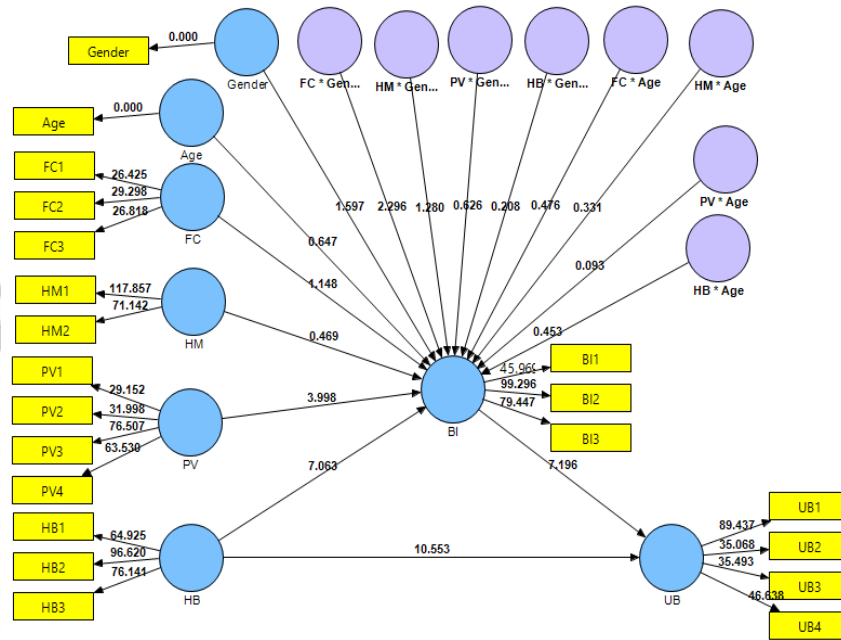 0.000
Gender
Gender
FC * Gen...
HM * Gen...
PV * Gen...
HB * Gen...
FC * Age
HM * Age
0.000
Age
Age
FC1
26.425
FC2
29.298
26.818
FC3
FC
PV * Age
1.597
2.296
1.280
0.626
0.208
0.476
0.331
0.647
0.093
HB * Age
1.148
HM1
117.857
HM2
71.142
HM
0.469
0.453
PV1
29.152
PV2
31.998
PV3
76.507
63.530
PV4
PV
3.998
BI
45.969
BI1
99.296
BI2
79.447
BI3
7.063
7.196
HB1
64.925
HB2
96.620
76.141
HB3
HB
10.553
UB
89.437
UB1
35.068
UB2
35.493
UB3
46.638
UB4